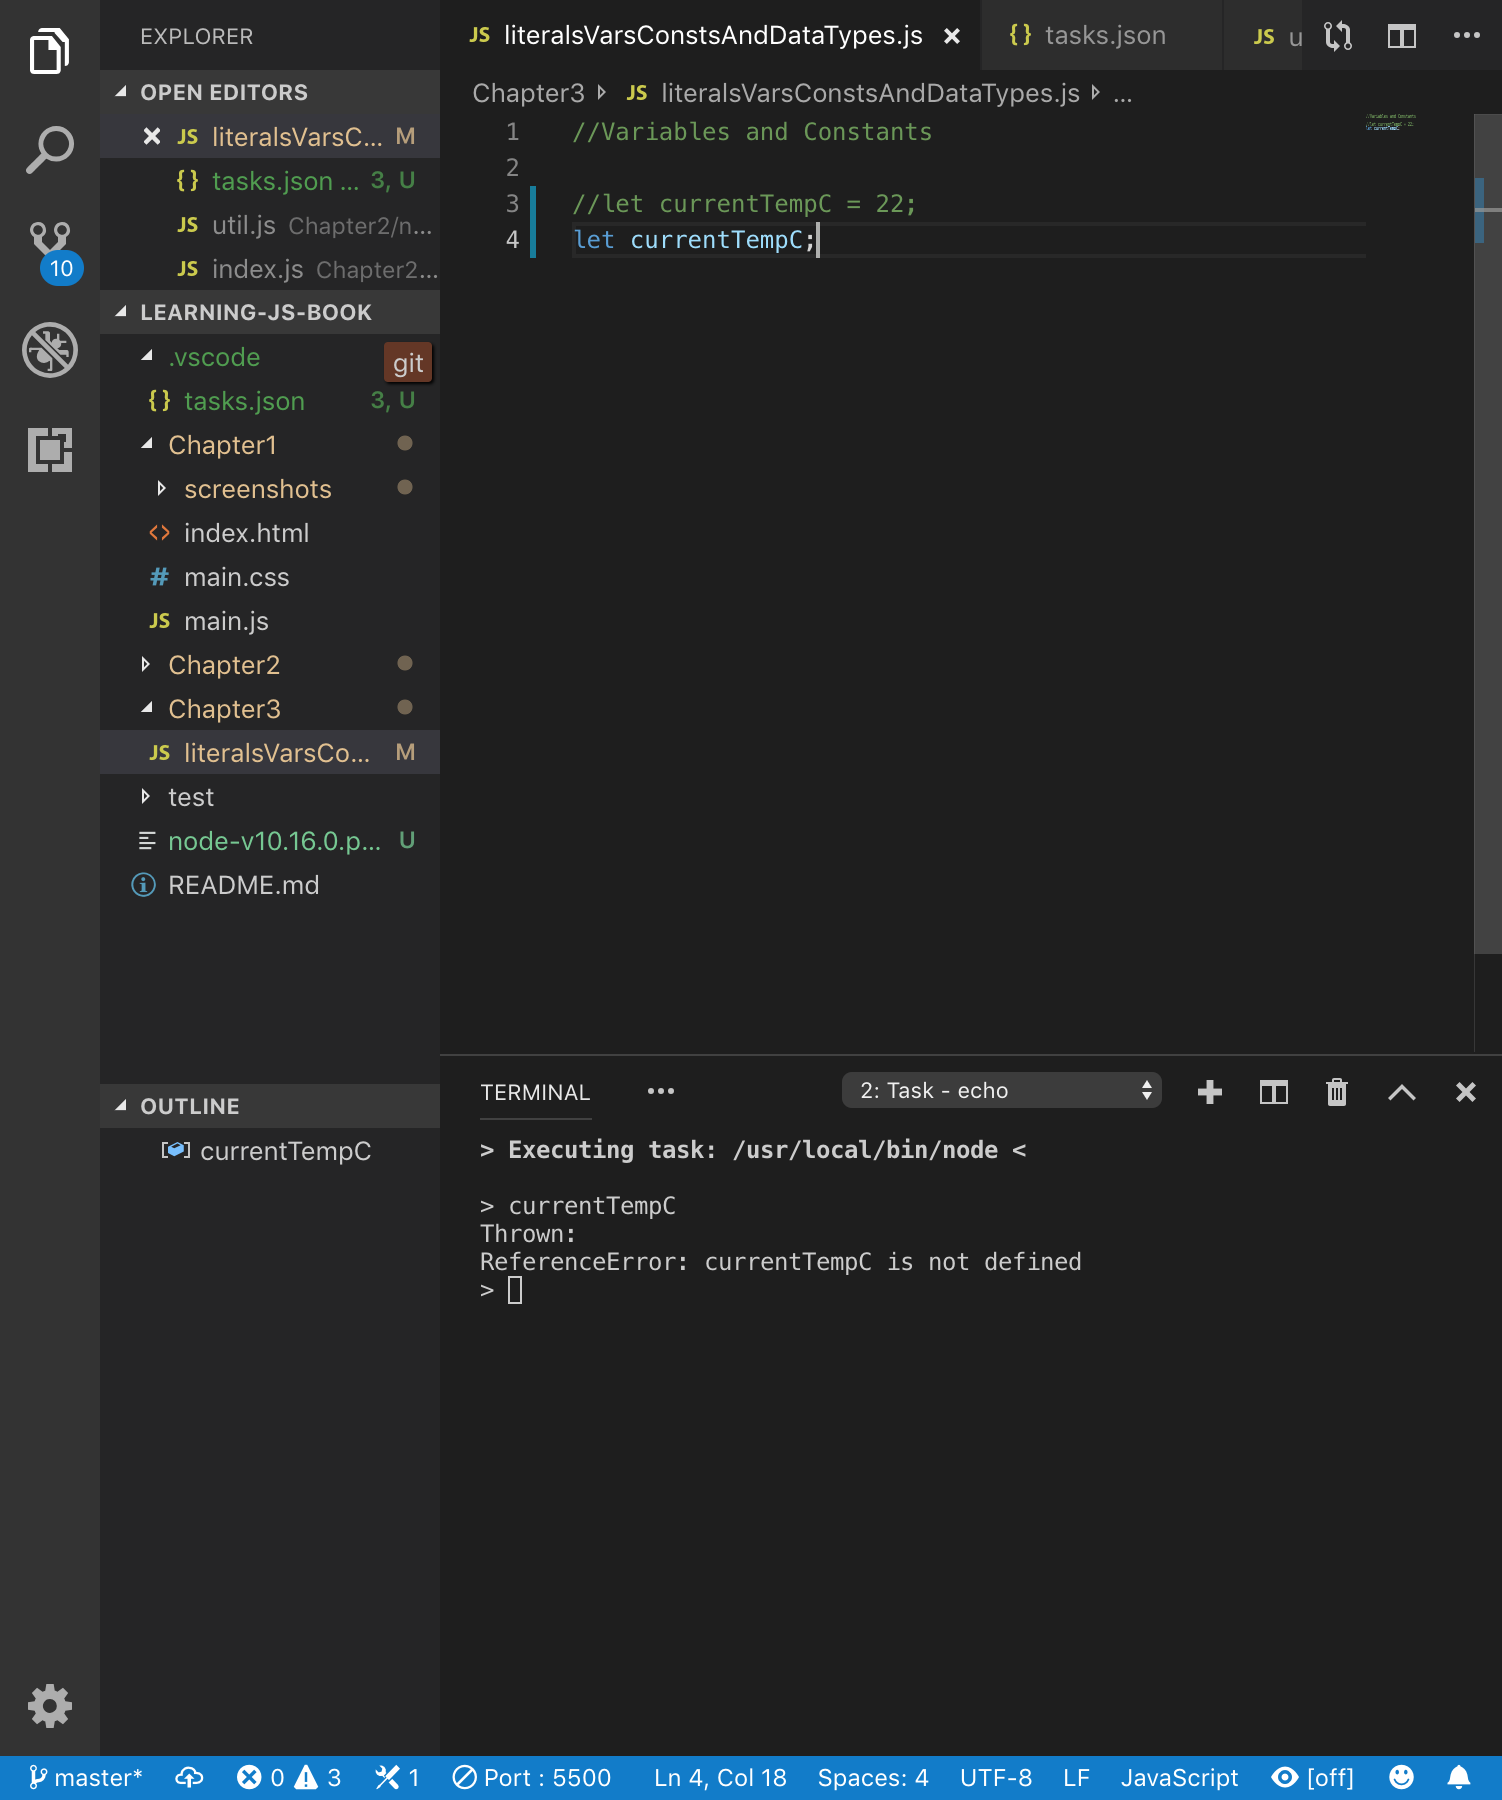 EXPLORER
OPEN EDITORS
JS literalsVarsC... M
{} tasks.json ... 3, U
JS util.js Chapter2/n...
JS index.js Chapter2...
10
LEARNING-JS-BOOK
.vscode
git
{} tasks.json 3, U
Chapter1
screenshots
<> index.html
# main.css
JS main.js
Chapter2
Chapter3
JS literalsVarsCo... M
test
node-v10.16.0.p... U
README.md
OUTLINE
currentTempC
JS literalsVarsConstsAndDataTypes.js
{} tasks.json
JS u
Chapter3 JS literalsVarsConstsAndDataTypes.js ...
1 //Variables and Constants
2
3 //let currentTempC = 22;
4 let currentTempC;
TERMINAL ... 2: Task - echo
> Executing task: /usr/local/bin/node <
> currentTempC
Thrown:
ReferenceError: currentTempC is not defined
>
master* 0 3 1 Port : 5500 Ln 4, Col 18 Spaces: 4 UTF-8 LF JavaScript [off]